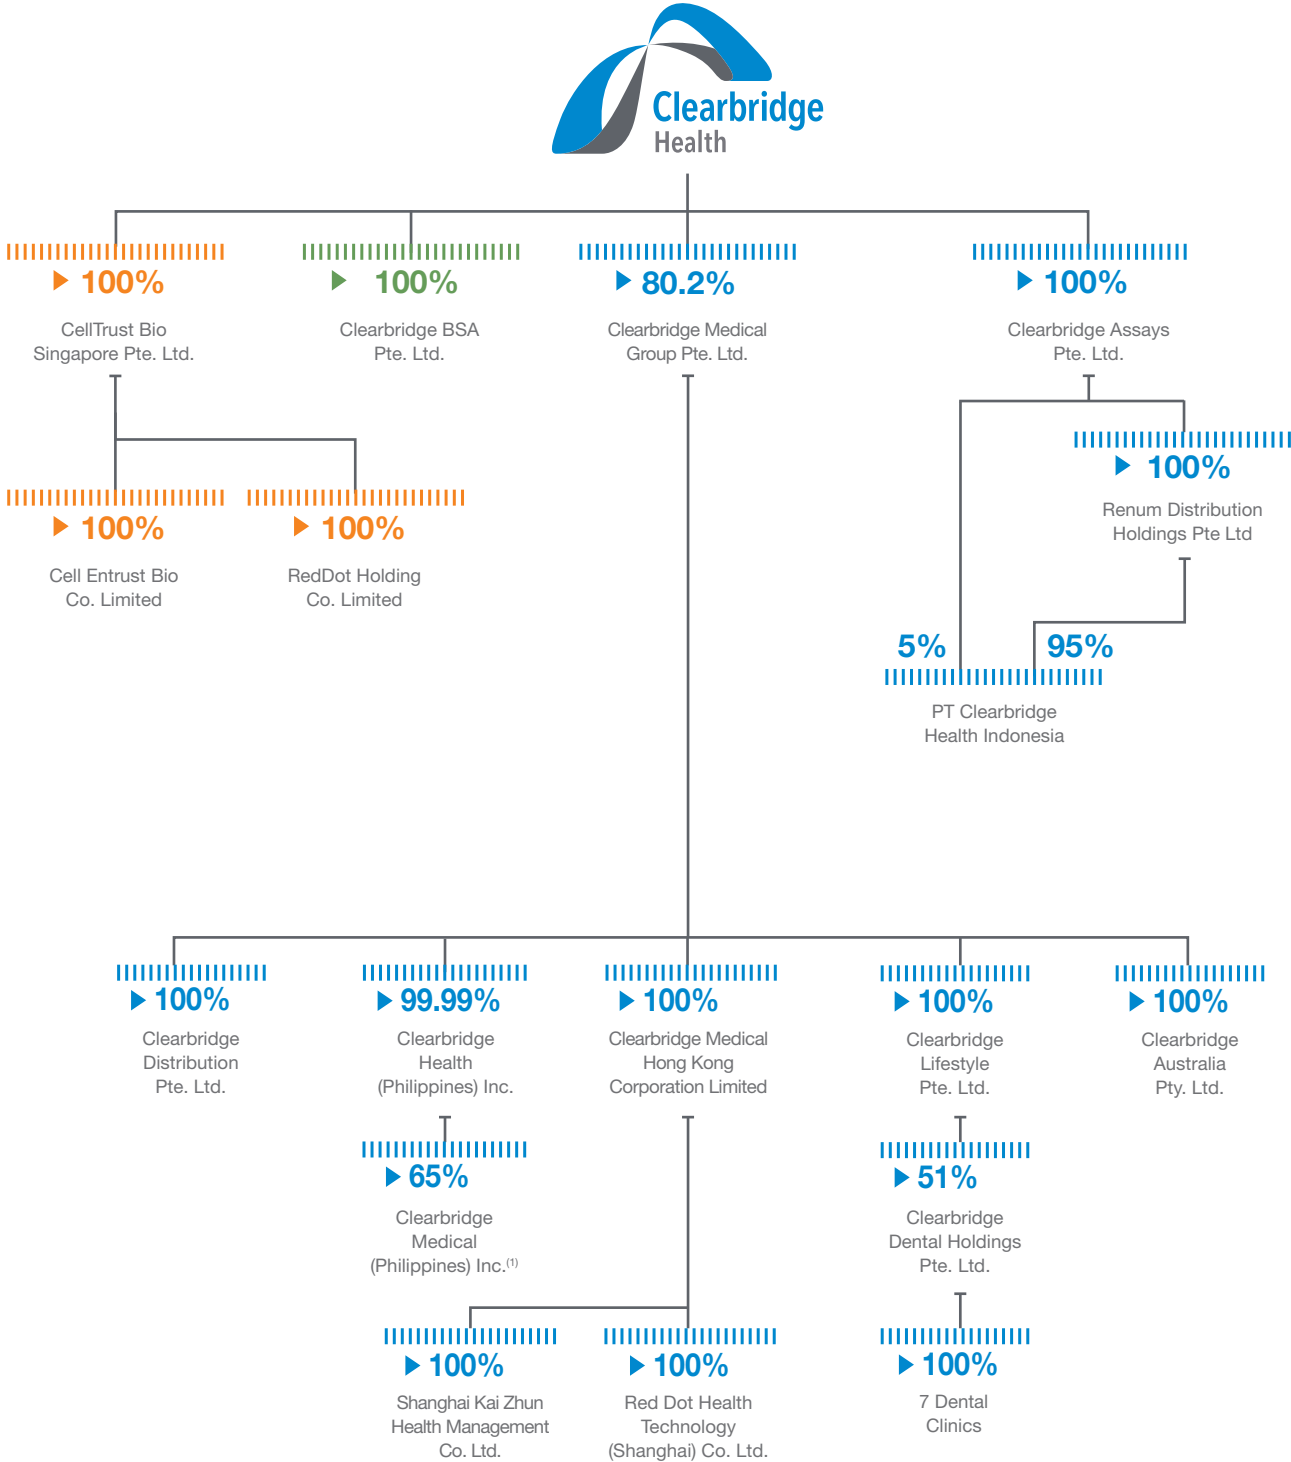 Clearbridge
Health
100%
CellTrust Bio
Singapore Pte. Ltd.
100%
Clearbridge BSA
Pte. Ltd.
80.2%
Clearbridge Medical
Group Pte. Ltd.
100%
Clearbridge Assays
Pte. Ltd.
100%
Cell Entrust Bio
Co. Limited
100%
RedDot Holding
Co. Limited
100%
Renum Distribution
Holdings Pte Ltd
5%
95%
PT Clearbridge
Health Indonesia
100%
Clearbridge
Distribution
Pte. Ltd.
99.99%
Clearbridge
Health
(Philippines) Inc.
100%
Clearbridge Medical
Hong Kong
Corporation Limited
100%
Clearbridge
Lifestyle
Pte. Ltd.
100%
Clearbridge
Australia
Pty. Ltd.
65%
Clearbridge
Medical
(Philippines) Inc.(1)
51%
Clearbridge
Dental Holdings
Pte. Ltd.
100%
Shanghai Kai Zhun
Health Management
Co. Ltd.
100%
Red Dot Health
Technology
(Shanghai) Co. Ltd.
100%
7 Dental
Clinics